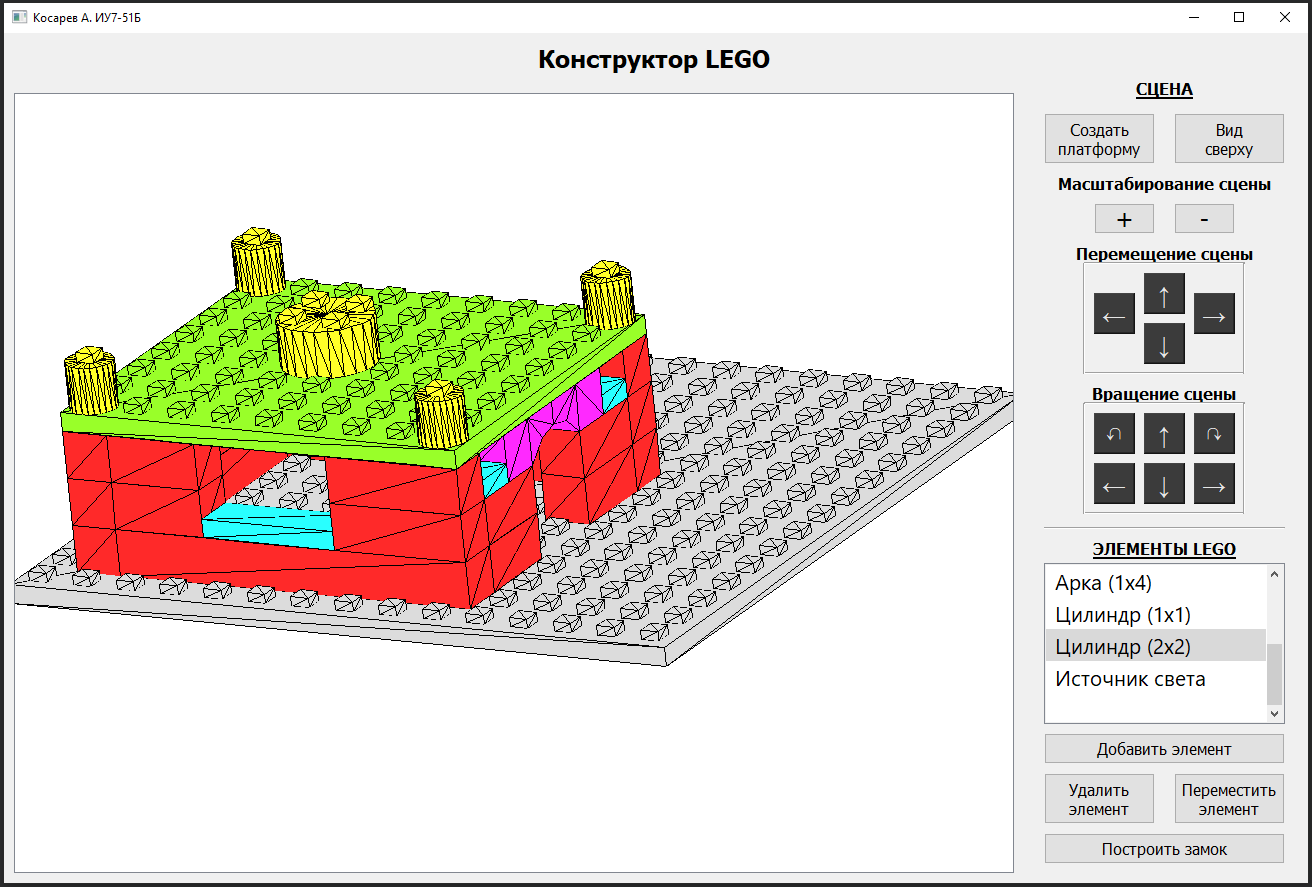 Косарев А. ИУ7-51Б
Конструктор LEGO
СЦЕНА
Создать
платформу
Вид
сверху
Масштабирование сцены
+
-
Перемещение сцены
↑
←
→
↓
Вращение сцены
↶
↑
↷
←
↓
→
ЭЛЕМЕНТЫ LEGO
Арка (1x4)
Цилиндр (1x1)
Цилиндр (2x2)
Источник света
Добавить элемент
Удалить
элемент
Переместить
элемент
Построить замок